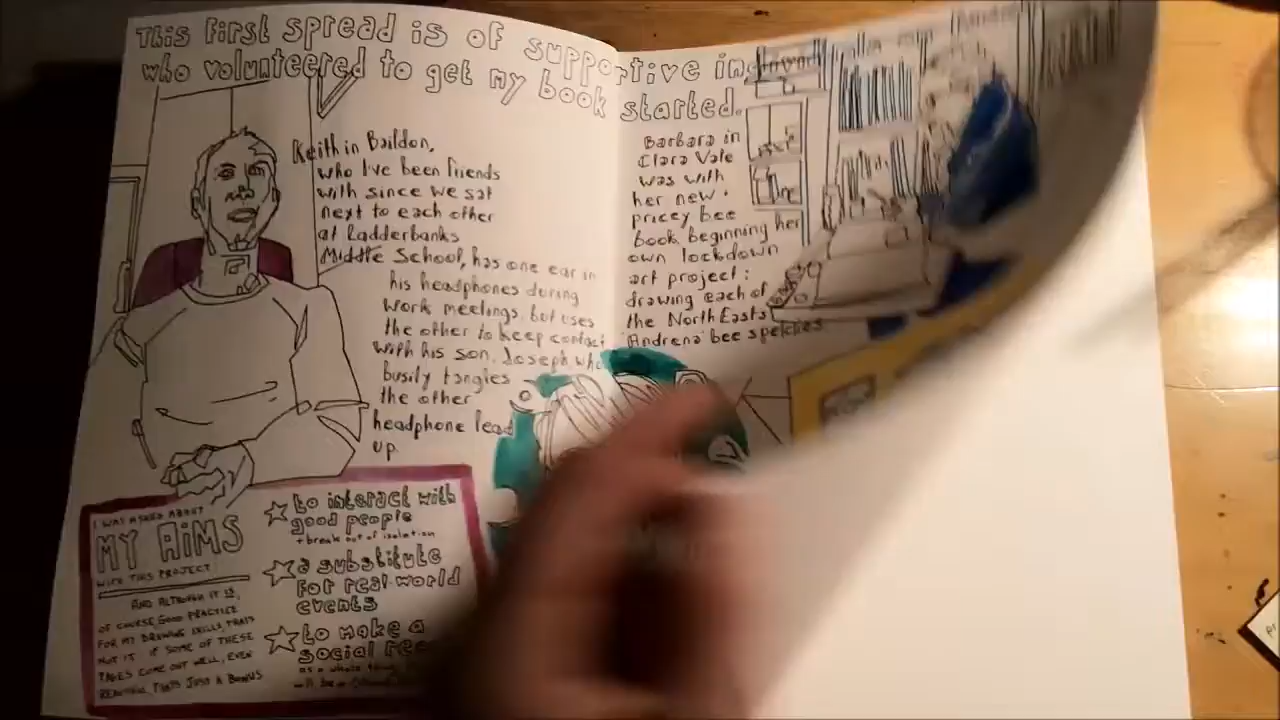 This first spread is of supportive
who volunteered to get my book started.
Keith in Baildon,
who I've been friends
with since we sat
next to each other
at Ladderbanks
Middle School, has one ear in
his headphones during
work meetings, but uses
the other to keep contact
with his son, Joseph who
busily tangles
the other
headphone lead
up.
Barbara in
Clara Vale
was with
her new
pricey bee
book, beginning her
own lockdown
art project:
drawing each of
the North East's
'Andrena' bee speicies.
I WAS ASKED ABOUT
MY AiMS
WITH THIS PROJECT
AND ALTHOUGH IT IS,
OF COURSE, GOOD PRACTICE
FOR MY DRAWING SKILLS, THATS
NOT IT. IF SOME OF THESE
PAGES COME OUT WELL, EVEN
BEAUTIFUL, THATS JUST A BONUS
to interact with
good people
+ break out of isolation
a substitute
for real world
events
to make a
social
as a whole